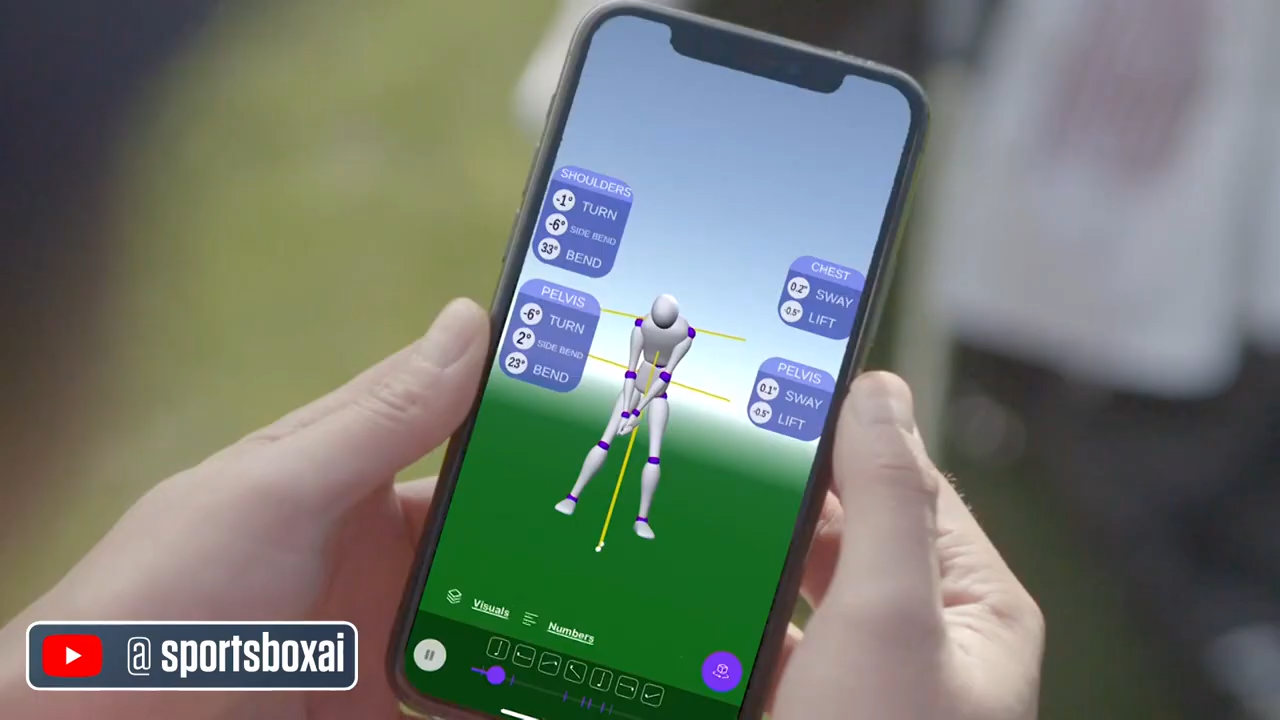 SHOULDERS
-1° TURN
-6° SIDE BEND
33° BEND
PELVIS
-6° TURN
2° SIDE BEND
23° BEND
CHEST
0.2" SWAY
-0.5" LIFT
PELVIS
0.1" SWAY
-0.5" LIFT
Visuals
Numbers
@ sportsboxai